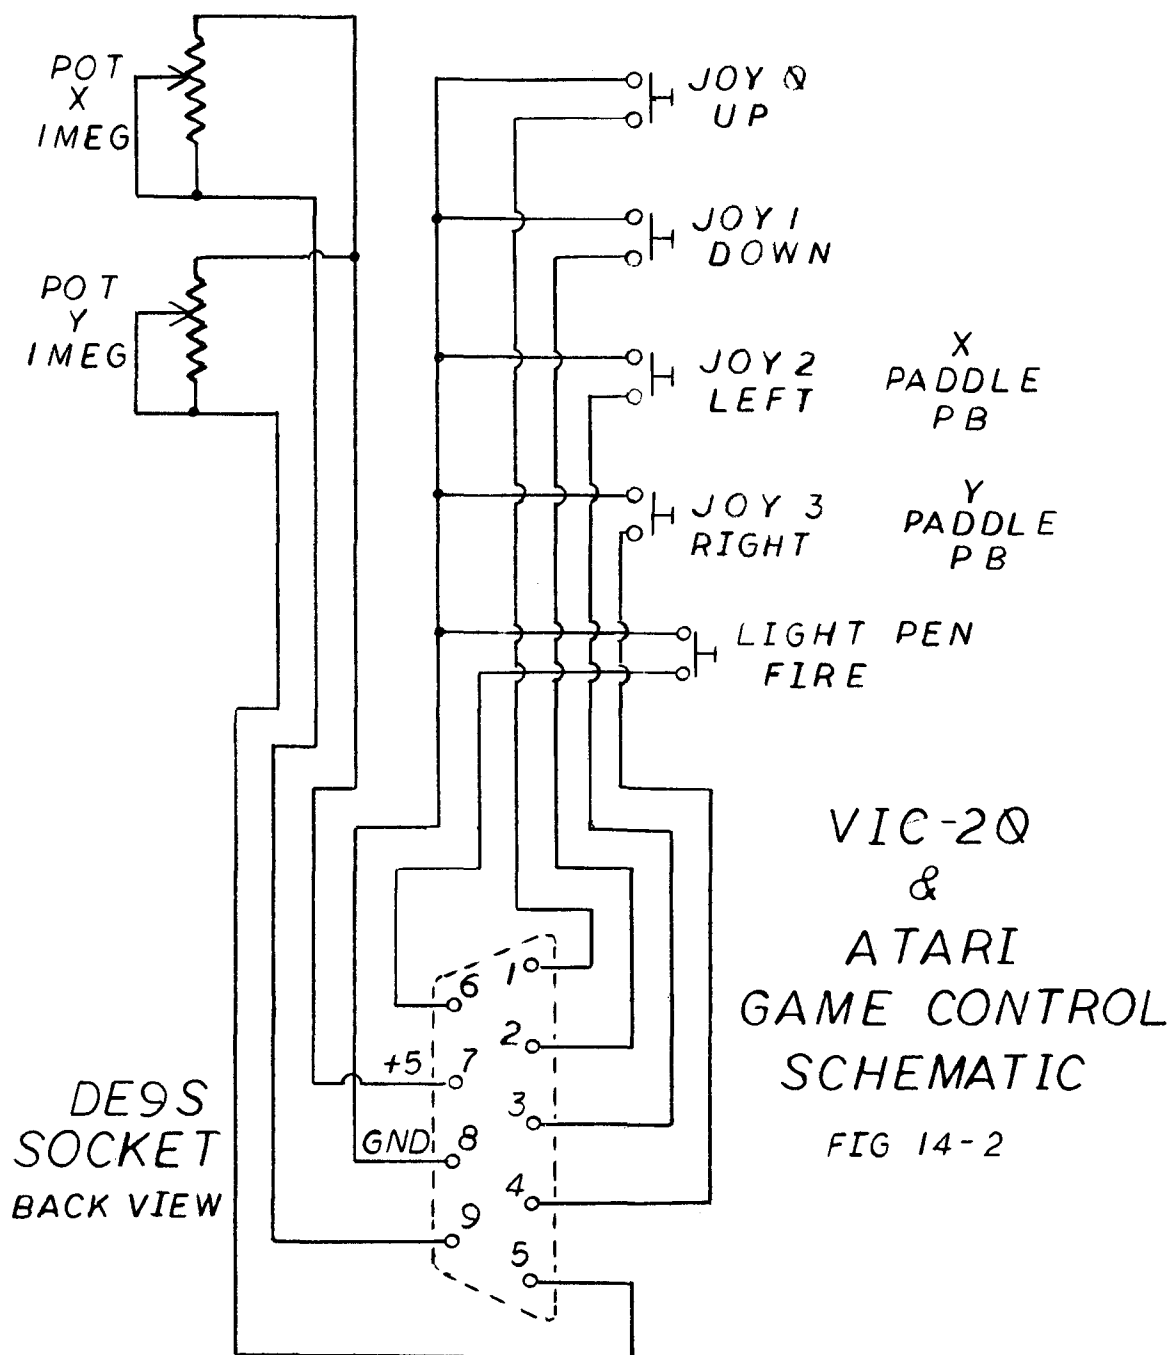 POT
X
1MEG
POT
Y
1MEG
JOY 0
UP
JOY 1
DOWN
JOY 2
LEFT
X
PADDLE
PB
JOY 3
RIGHT
Y
PADDLE
PB
LIGHT PEN
FIRE
VIC-20
&
ATARI
GAME CONTROL
SCHEMATIC
FIG 14-2
1
6
2
+5 7
3
GND 8
4
9
5
DE9S
SOCKET
BACK VIEW